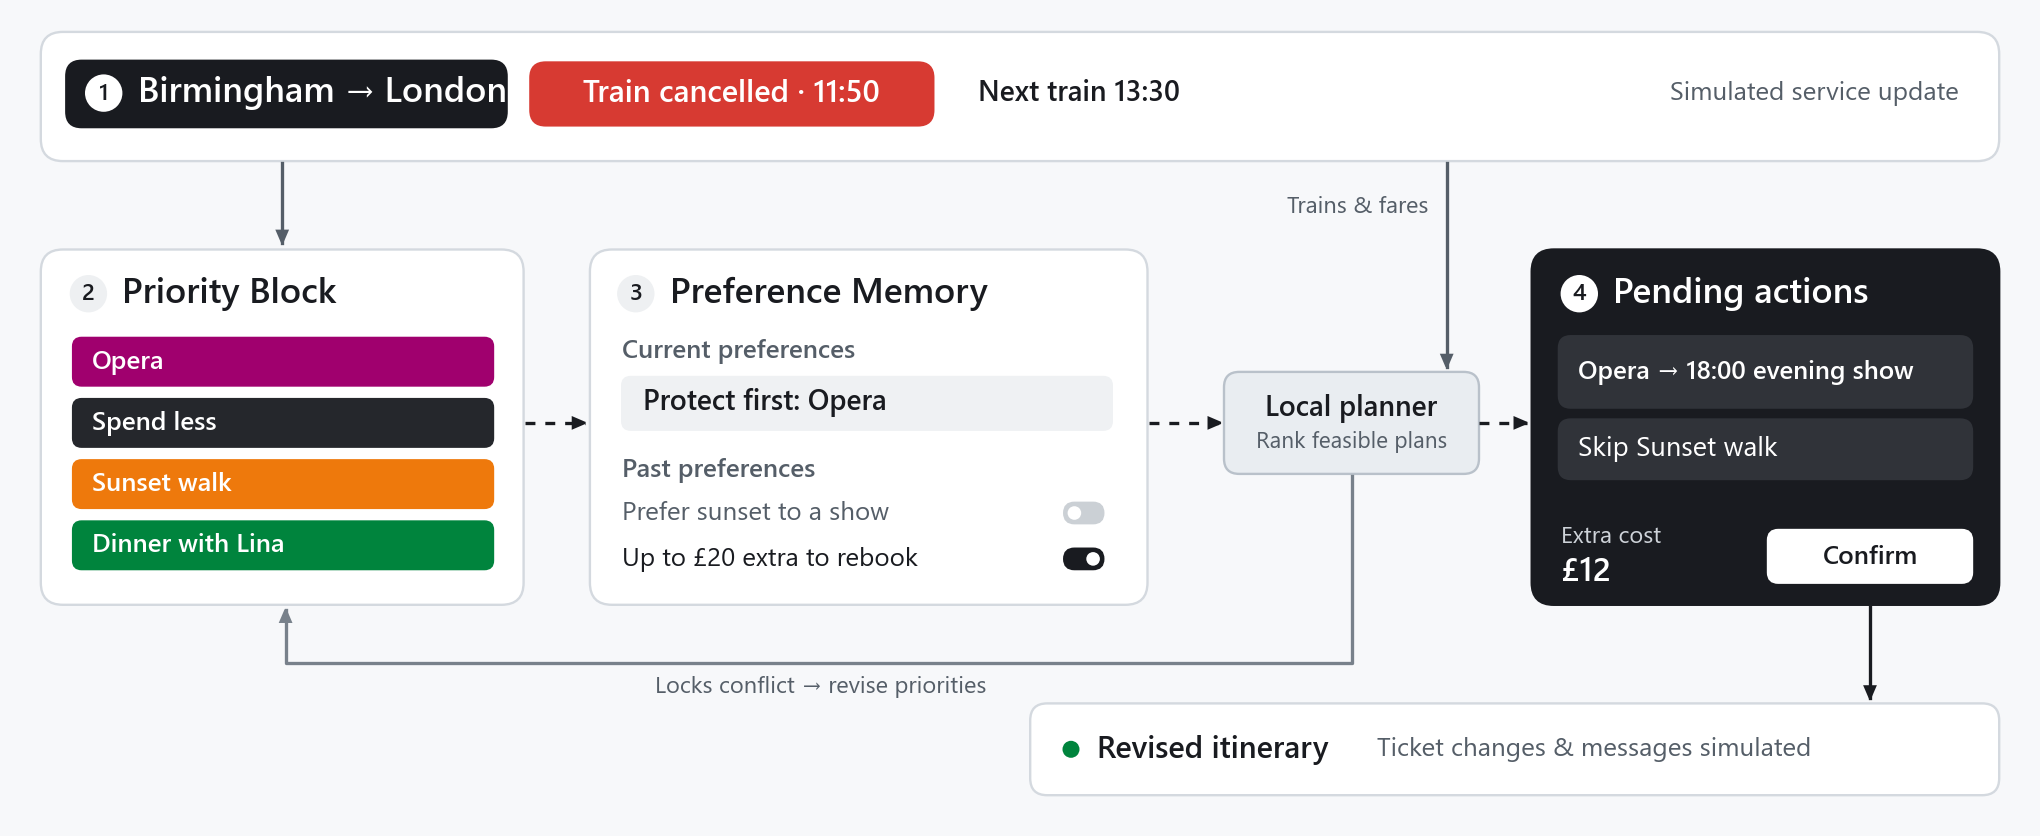 1 Birmingham → London
Train cancelled · 11:50
Next train 13:30
Simulated service update
Trains & fares
2 Priority Block
Opera
Spend less
Sunset walk
Dinner with Lina
3 Preference Memory
Current preferences
Protect first: Opera
Past preferences
Prefer sunset to a show
Up to £20 extra to rebook
Local planner
Rank feasible plans
4 Pending actions
Opera → 18:00 evening show
Skip Sunset walk
Extra cost
£12
Confirm
Locks conflict → revise priorities
Revised itinerary
Ticket changes & messages simulated